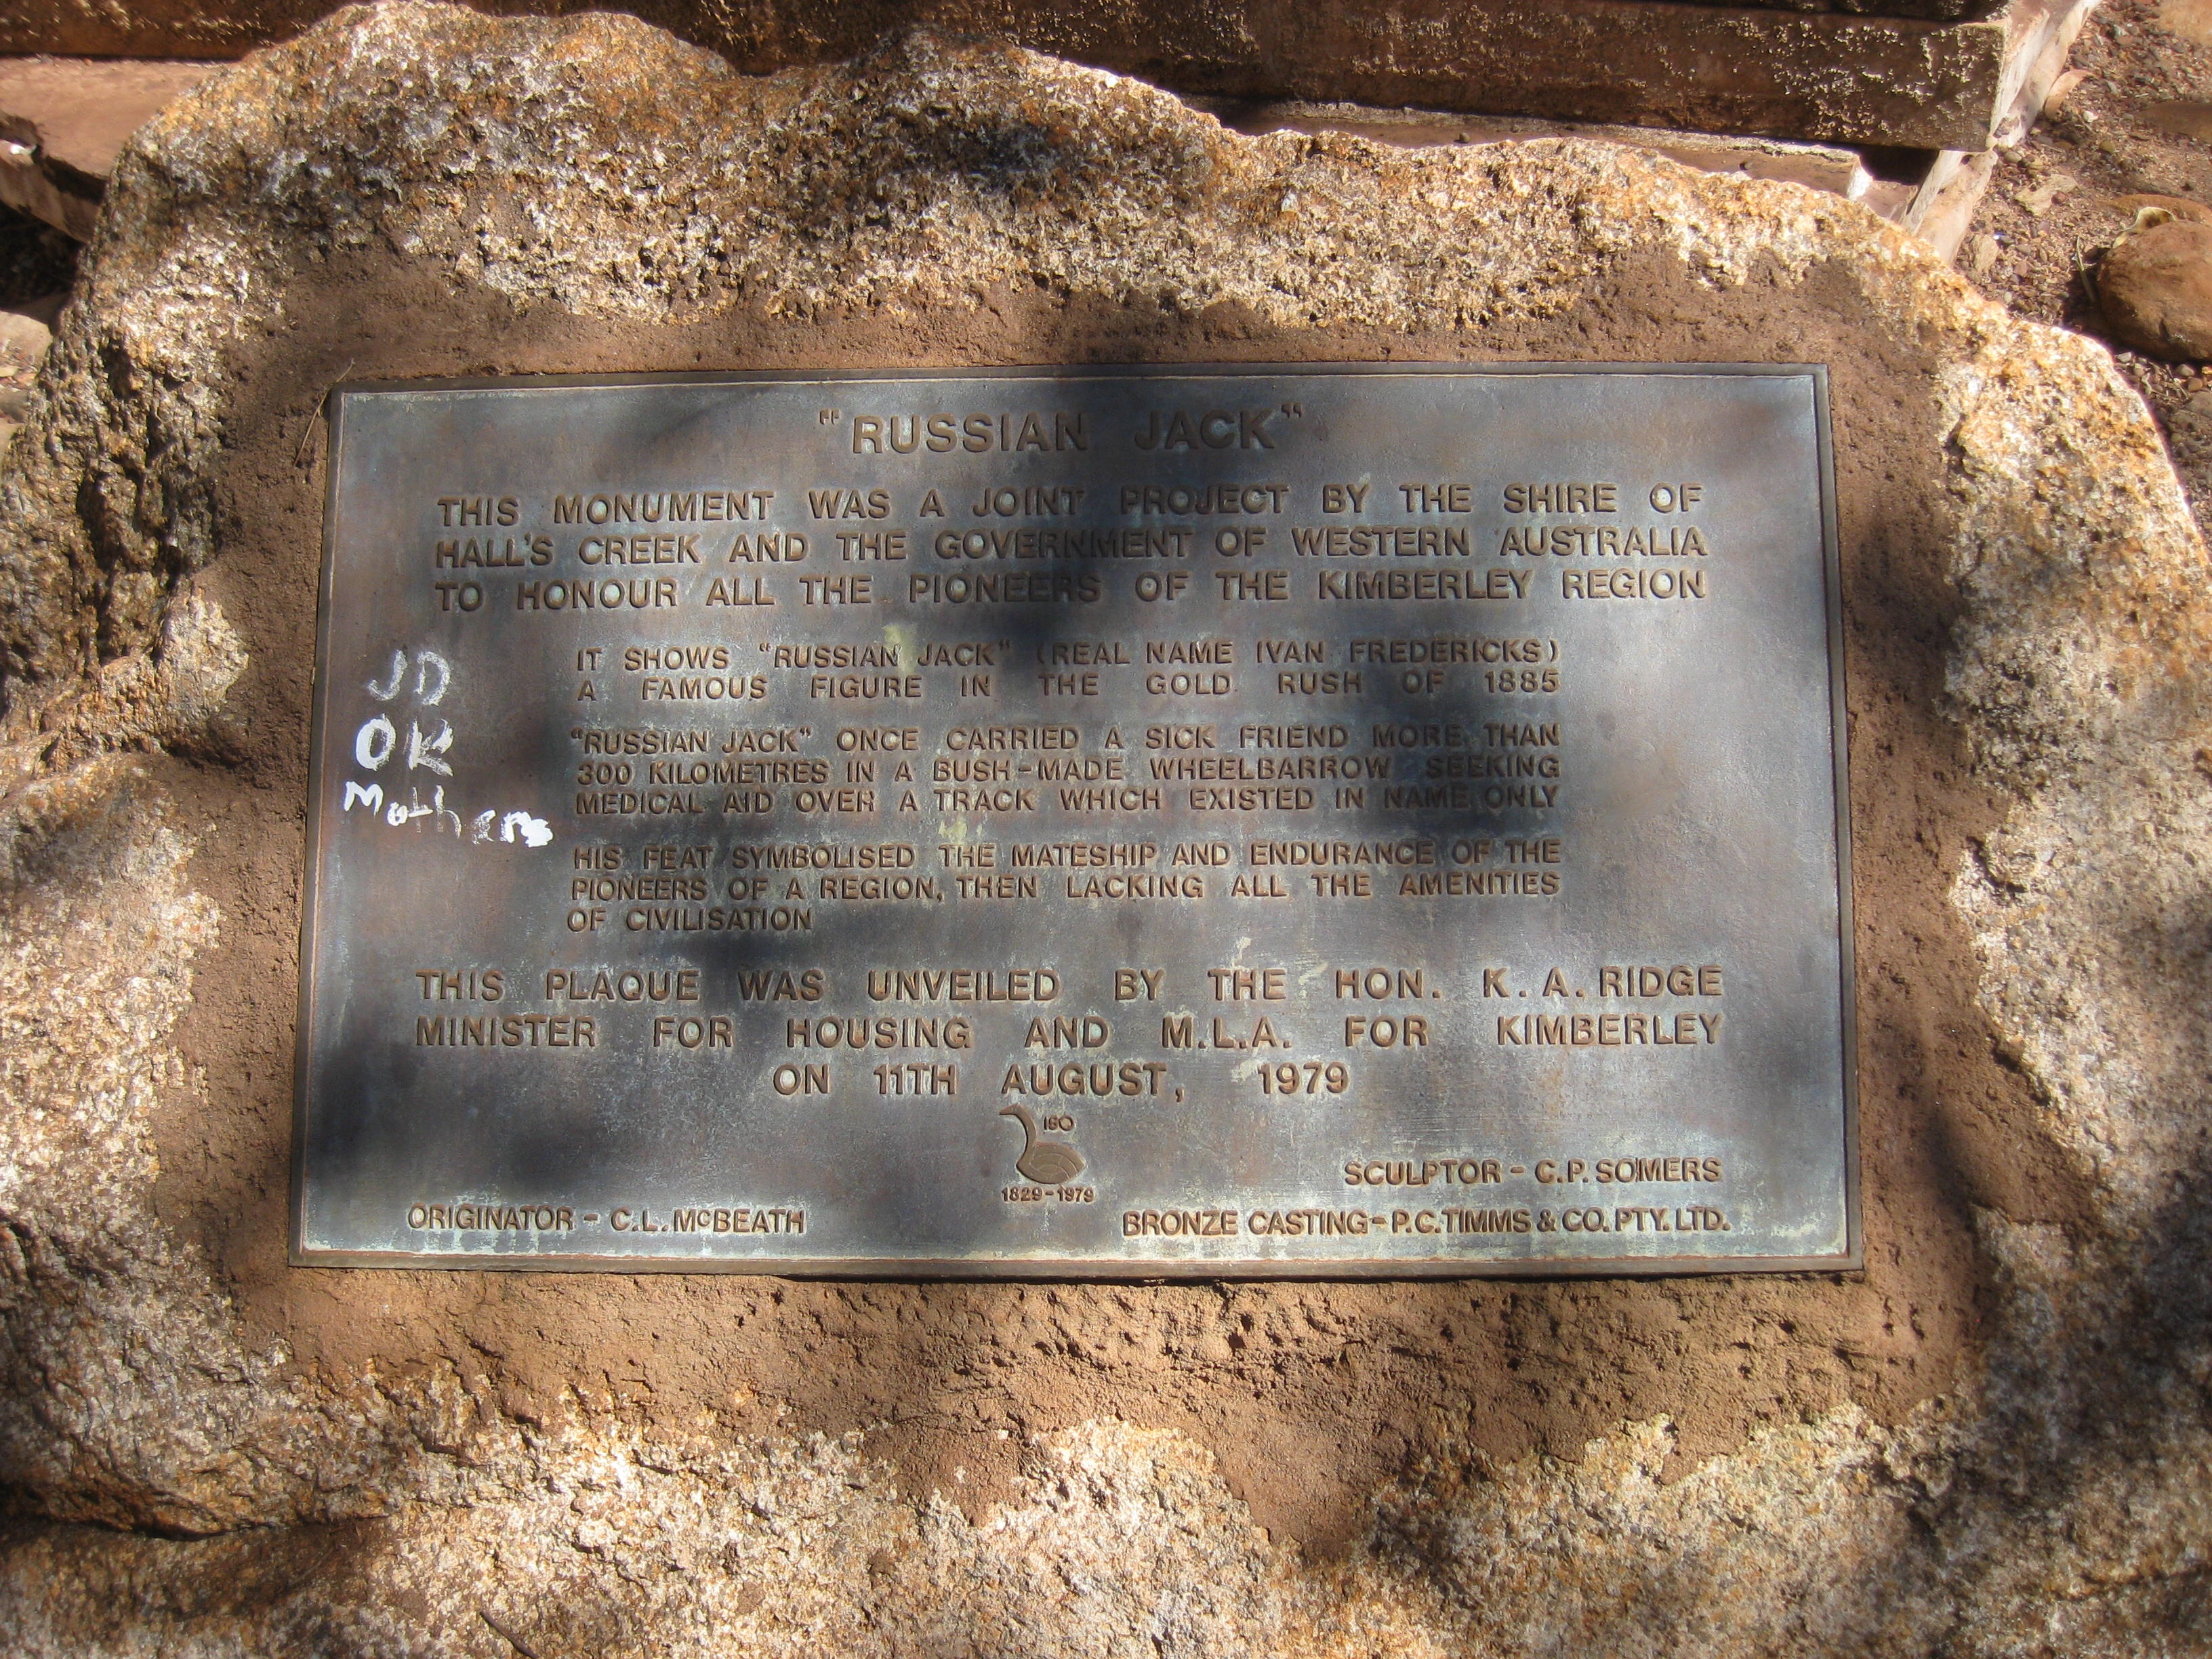 "RUSSIAN JACK"
THIS MONUMENT WAS A JOINT PROJECT BY THE SHIRE OF
HALL'S CREEK AND THE GOVERNMENT OF WESTERN AUSTRALIA
TO HONOUR ALL THE PIONEERS OF THE KIMBERLEY REGION
IT SHOWS "RUSSIAN JACK" (REAL NAME IVAN FREDERICKS)
A FAMOUS FIGURE IN THE GOLD RUSH OF 1885
"RUSSIAN JACK" ONCE CARRIED A SICK FRIEND MORE THAN
300 KILOMETRES IN A BUSH-MADE WHEELBARROW SEEKING
MEDICAL AID OVER A TRACK WHICH EXISTED IN NAME ONLY
HIS FEAT SYMBOLISED THE MATESHIP AND ENDURANCE OF THE
PIONEERS OF A REGION, THEN LACKING ALL THE AMENITIES
OF CIVILISATION
THIS PLAQUE WAS UNVEILED BY THE HON. K. A. RIDGE
MINISTER FOR HOUSING AND M.L.A. FOR KIMBERLEY
ON 11TH AUGUST, 1979
150
1829-1979
SCULPTOR - C.P. SOMERS
ORIGINATOR - C.L. McBEATH
BRONZE CASTING - P.C. TIMMS & CO. PTY. LTD.
JD
OK